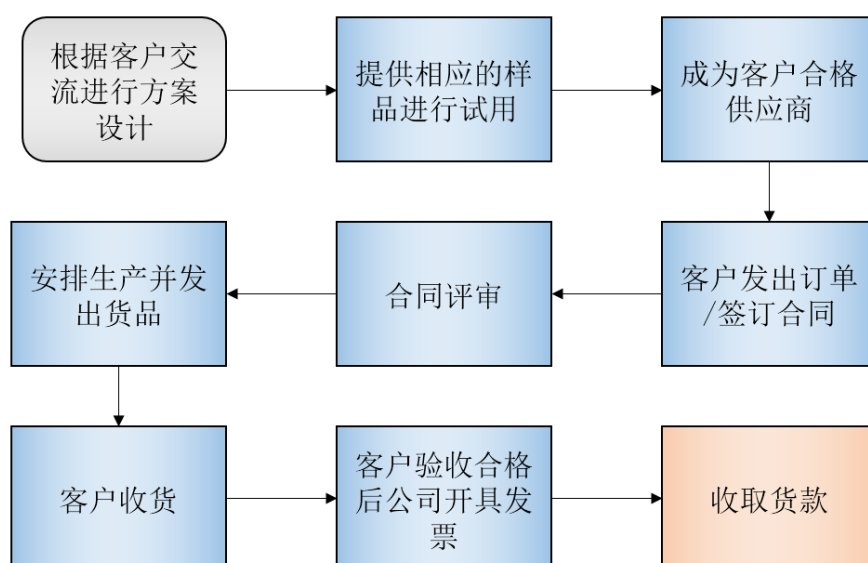 根据客户交
流进行方案
设计
提供相应的样
品进行试用
成为客户合格
供应商
客户发出订单
/签订合同
合同评审
安排生产并发
出货品
客户收货
客户验收合格
后公司开具发
票
收取货款